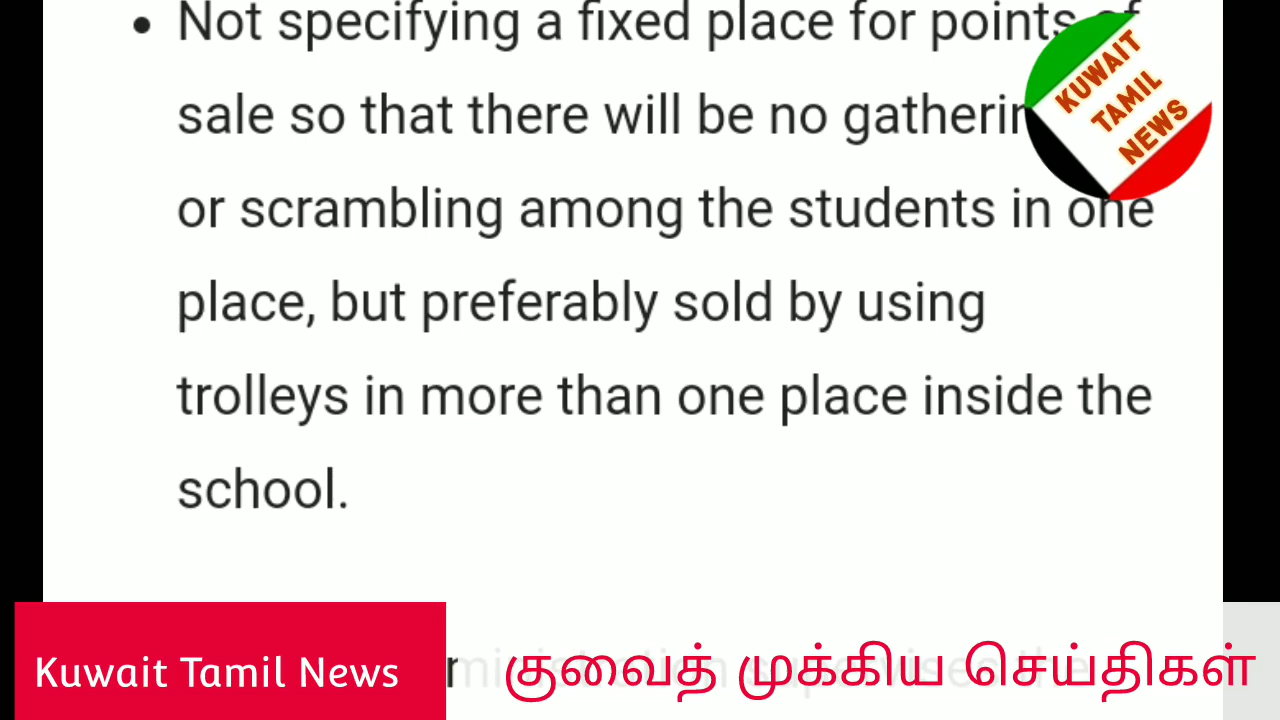 • Not specifying a fixed place for points of
sale so that there will be no
or scrambling among the students in one
place, but preferably sold by using
trolleys in more than one place inside the
school.
KUWAIT
TAMIL
NEWS
Kuwait Tamil News
குவைத் முக்கிய செய்திகள்